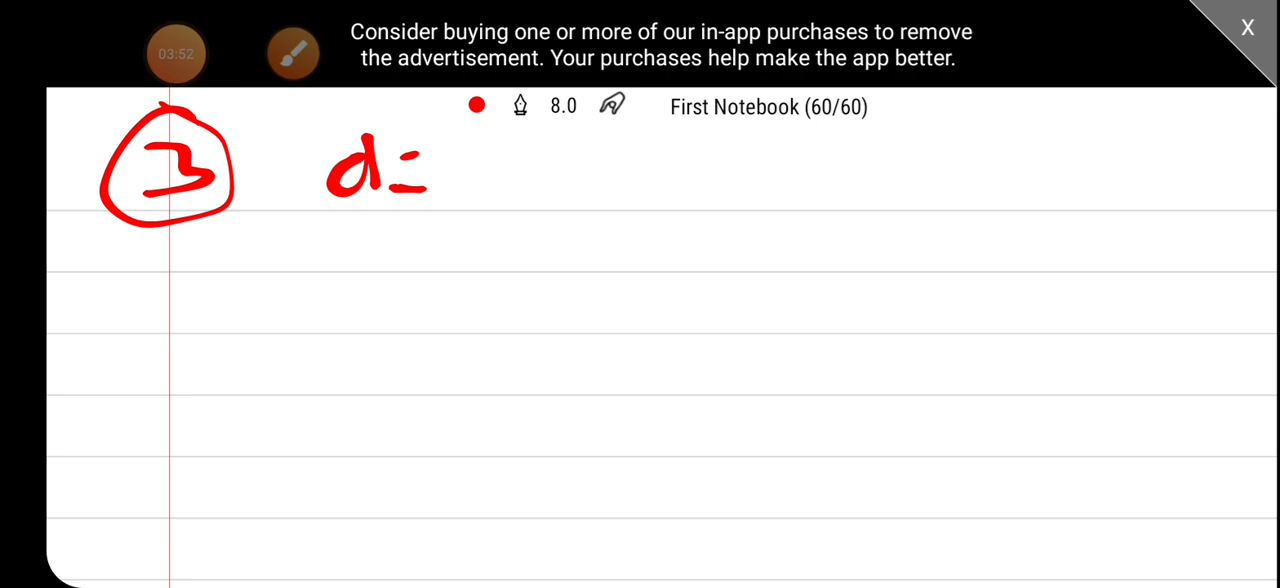 03:52
Consider buying one or more of our in-app purchases to remove
the advertisement. Your purchases help make the app better.
X
8.0 First Notebook (60/60)
3 d=